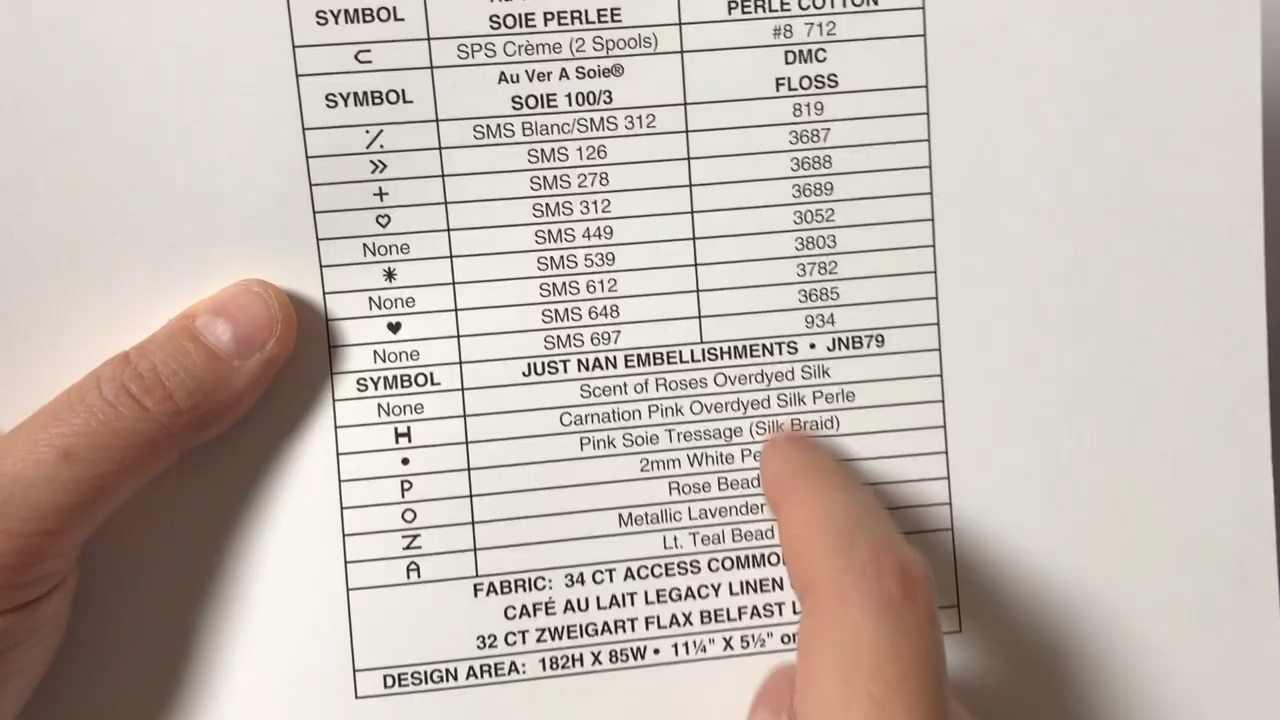 SYMBOL SOIE PERLEE PERLE COTTON
⊂ SPS Crème (2 Spools) #8 712
SYMBOL Au Ver A Soie® DMC
SOIE 100/3 FLOSS
⁒ SMS Blanc/SMS 312 819
» SMS 126 3687
+ SMS 278 3688
♡ SMS 312 3689
None SMS 449 3052
* SMS 539 3803
None SMS 612 3782
♥ SMS 648 3685
None SMS 697 934
SYMBOL JUST NAN EMBELLISHMENTS • JNB79
None Scent of Roses Overdyed Silk
H Carnation Pink Overdyed Silk Perle
• Pink Soie Tressage (Silk Braid)
P 2mm White
O Rose Bead
Z Metallic Lavender
A Lt. Teal Bead
FABRIC: 34 CT ACCESS
CAFÉ AU LAIT LEGACY LINEN
32 CT ZWEIGART FLAX BELFAST
DESIGN AREA: 182H X 85W • 11¼" X 5½" or